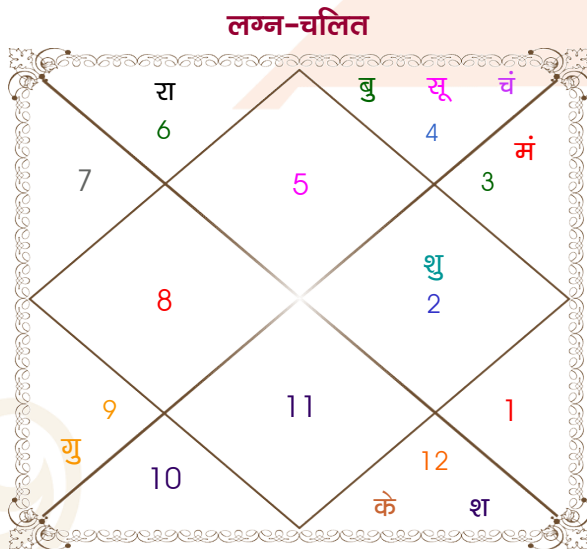 लग्न-चलित
रा बु सू चं
6 4 मं
7 5 3
शु
8 2
9 11 1
गु 10 12
के श